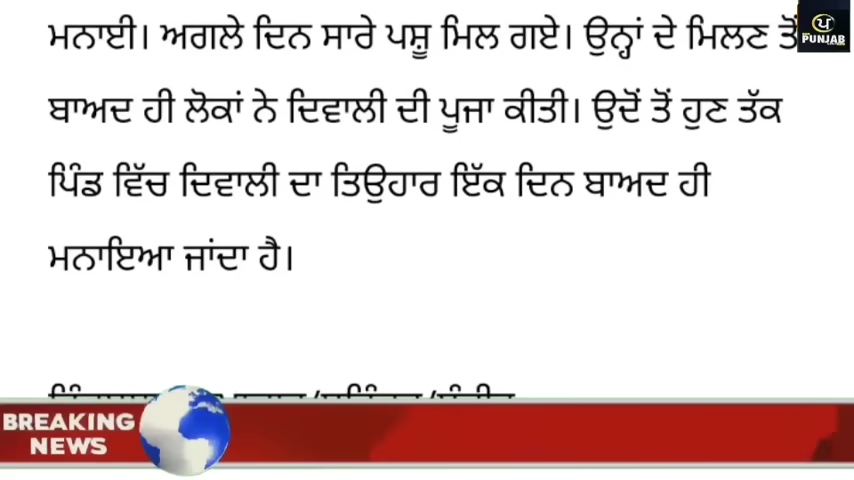 ਮਨਾਈ। ਅਗਲੇ ਦਿਨ ਸਾਰੇ ਪਸ਼ੂ ਮਿਲ ਗਏ। ਉਨ੍ਹਾਂ ਦੇ ਮਿਲਣ ਤੋਂ
ਬਾਅਦ ਹੀ ਲੋਕਾਂ ਨੇ ਦਿਵਾਲੀ ਦੀ ਪੂਜਾ ਕੀਤੀ। ਉਦੋਂ ਤੋਂ ਹੁਣ ਤੱਕ
ਪਿੰਡ ਵਿੱਚ ਦਿਵਾਲੀ ਦਾ ਤਿਉਹਾਰ ਇੱਕ ਦਿਨ ਬਾਅਦ ਹੀ
ਮਨਾਇਆ ਜਾਂਦਾ ਹੈ।
ਪ
PUNJAB
BREAKING
NEWS